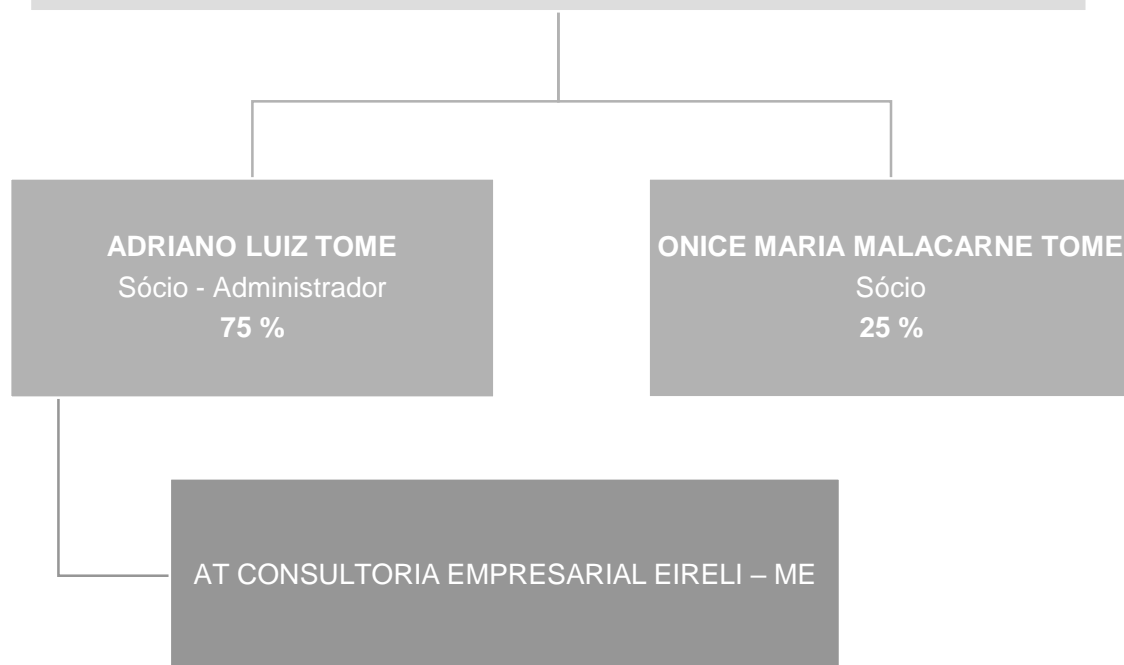 ADRIANO LUIZ TOME
Sócio - Administrador
75 %
ONICE MARIA MALACARNE TOME
Sócio
25 %
AT CONSULTORIA EMPRESARIAL EIRELI – ME